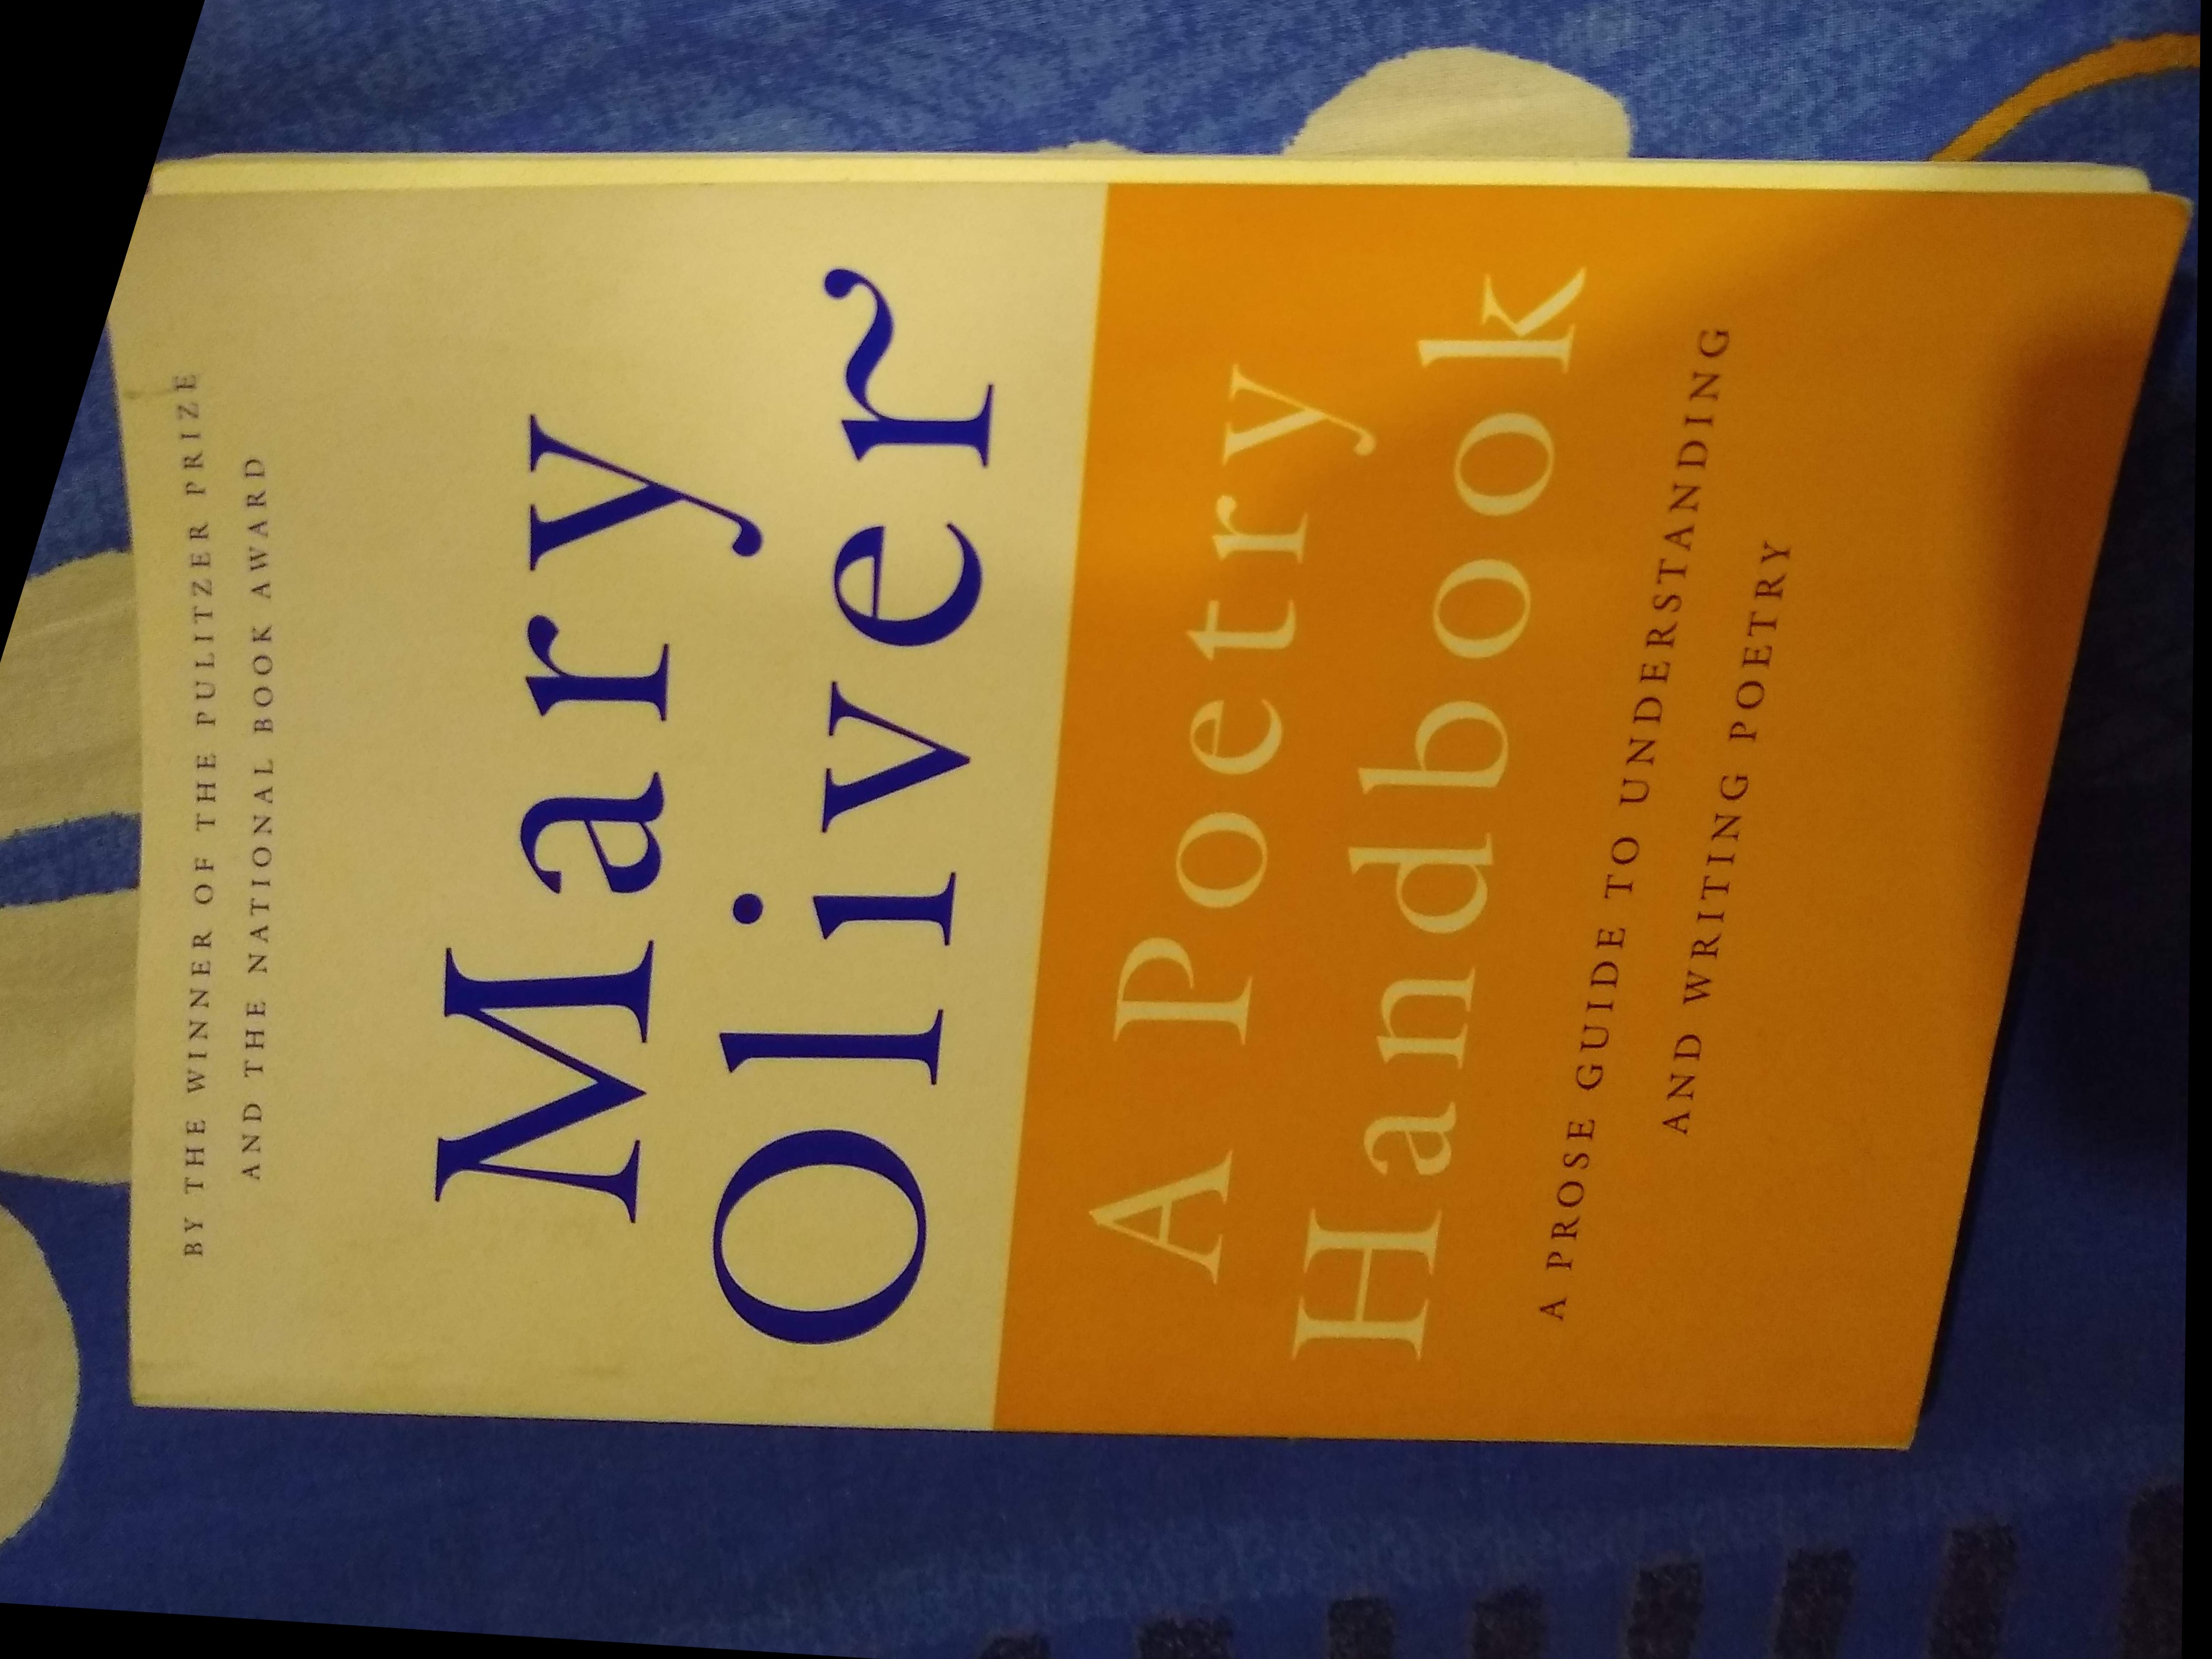 BY THE WINNER OF THE PULITZER PRIZE
AND THE NATIONAL BOOK AWARD
Mary
Oliver
A Poetry
Handbook
A PROSE GUIDE TO UNDERSTANDING
AND WRITING POETRY